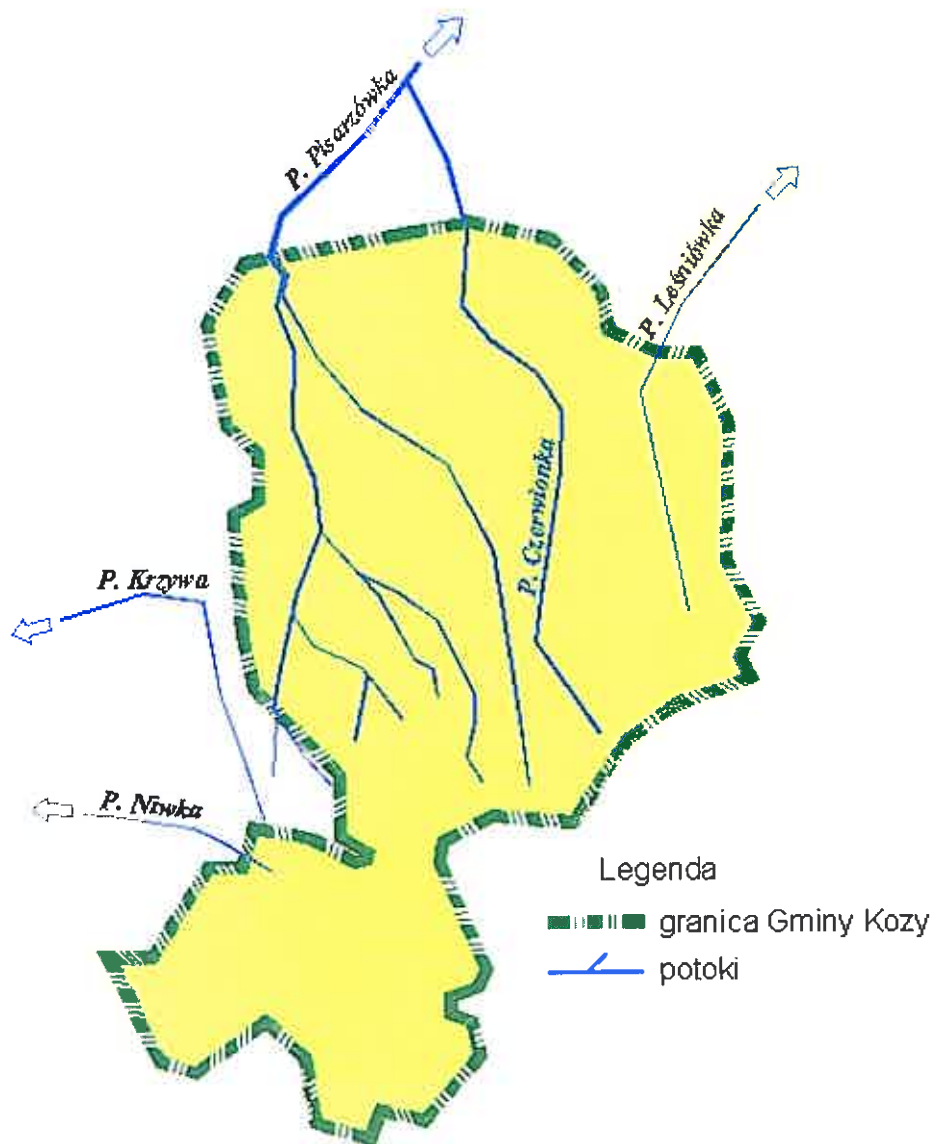 P. Pisarzówka
P. Leśniówka
P. Czerwionka
P. Krzywa
P. Niwka
Legenda
granica Gminy Kozy
potoki